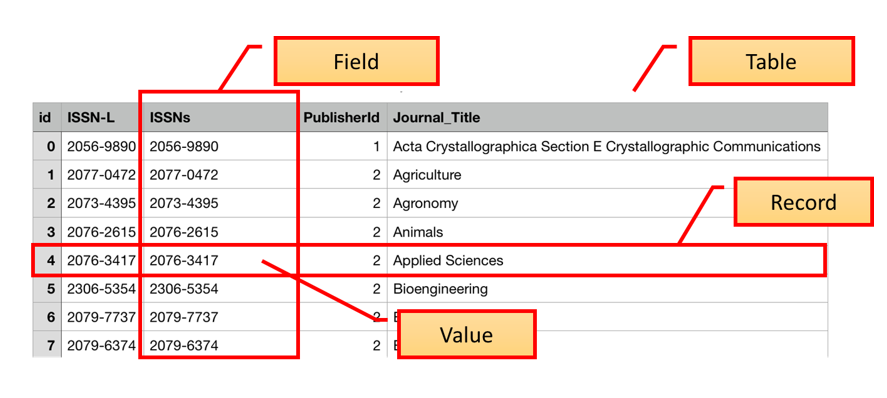 Field
Table
id ISSN-L ISSNs PublisherId Journal_Title
0 2056-9890 2056-9890 1 Acta Crystallographica Section E Crystallographic Communications
1 2077-0472 2077-0472 2 Agriculture
2 2073-4395 2073-4395 2 Agronomy
3 2076-2615 2076-2615 2 Animals
Record
4 2076-3417 2076-3417 2 Applied Sciences
5 2306-5354 2306-5354 2 Bioengineering
6 2079-7737 2079-7737 2
Value
7 2079-6374 2079-6374 2